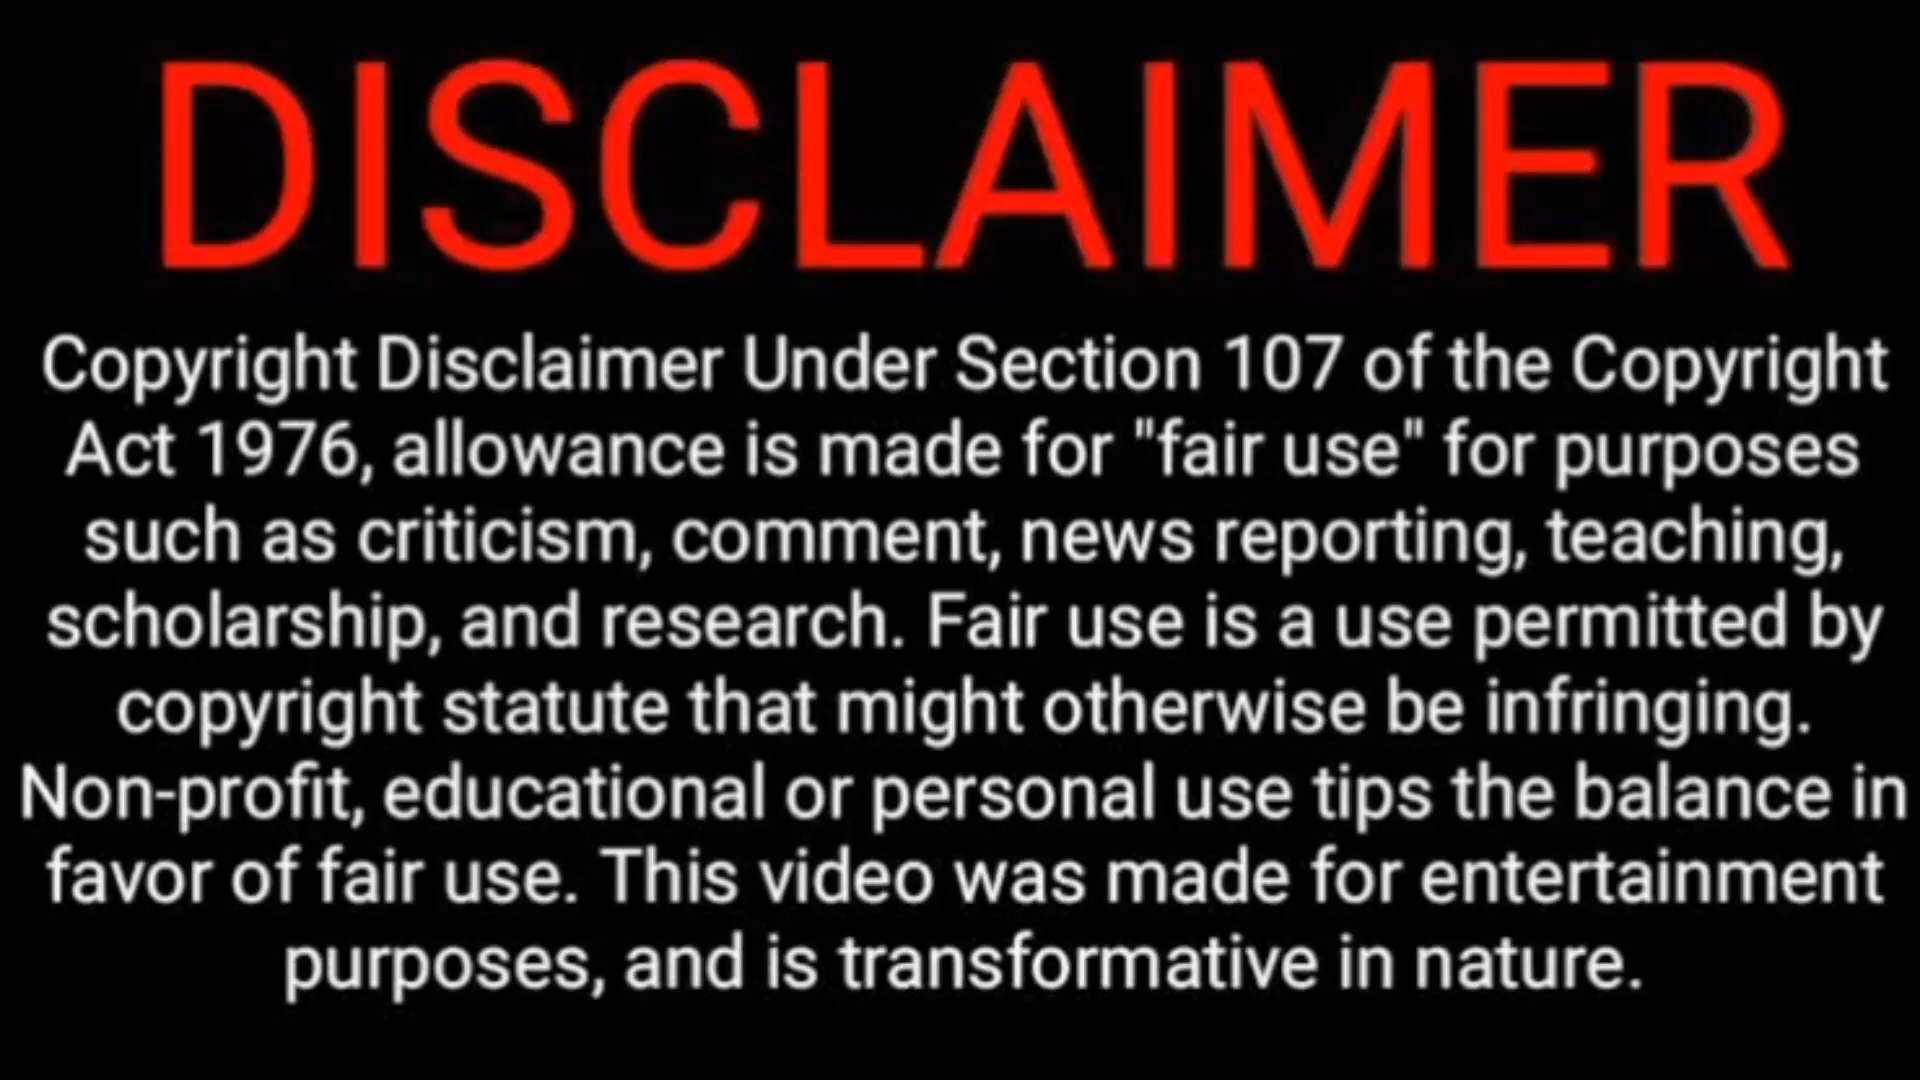 DISCLAIMER
Copyright Disclaimer Under Section 107 of the Copyright
Act 1976, allowance is made for "fair use" for purposes
such as criticism, comment, news reporting, teaching,
scholarship, and research. Fair use is a use permitted by
copyright statute that might otherwise be infringing.
Non-profit, educational or personal use tips the balance in
favor of fair use. This video was made for entertainment
purposes, and is transformative in nature.